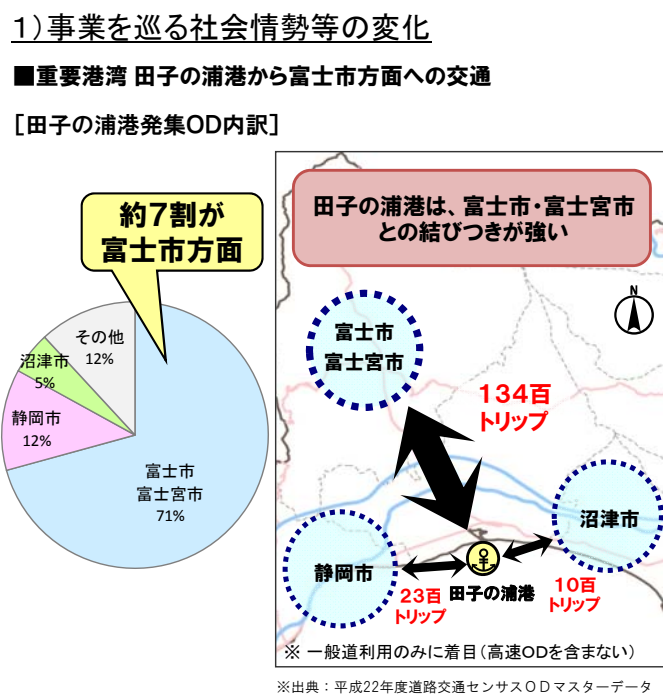 1)事業を巡る社会情勢等の変化
■重要港湾 田子の浦港から富士市方面への交通
[田子の浦港発集OD内訳]
約7割が
富士市方面
その他
12%
沼津市
5%
静岡市
12%
富士市
富士宮市
71%
田子の浦港は、富士市・富士宮市
との結びつきが強い
N
富士市
富士宮市
134百
トリップ
沼津市
静岡市
23百
トリップ
田子の浦港
10百
トリップ
※ 一般道利用のみに着目(高速ODを含まない)
※出典：平成22年度道路交通センサスODマスターデータ